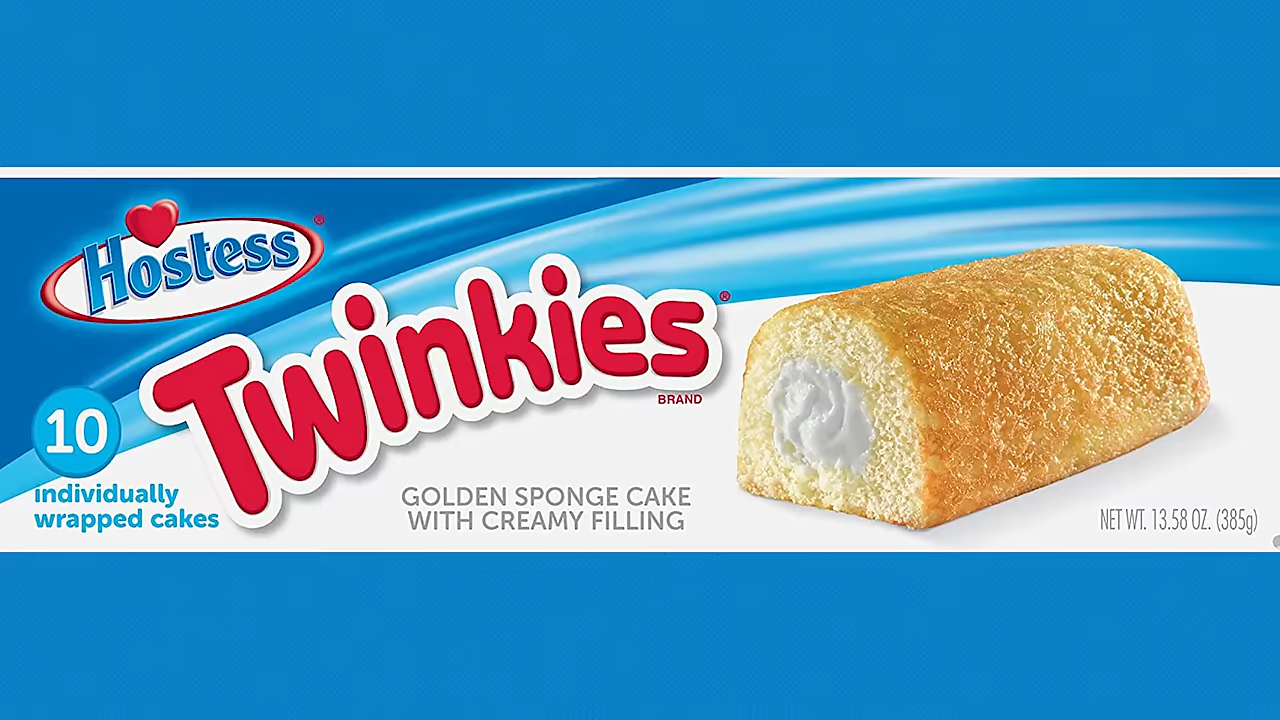 Hostess®
Twinkies®
BRAND
10
individually
wrapped cakes
GOLDEN SPONGE CAKE
WITH CREAMY FILLING
NET WT. 13.58 OZ. (385g)